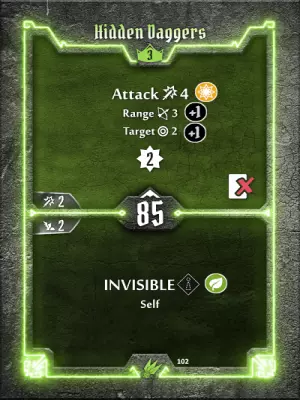 Hidden Daggers
3
Attack 4
Range 3 +1
Target 2 +1
2
2
85
2
INVISIBLE
Self
102